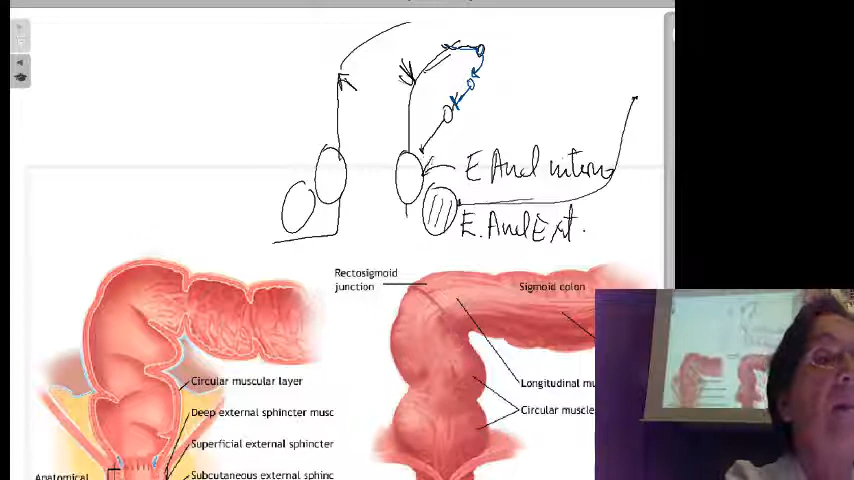 E Anal interno
E. Anal Ext.
Rectosigmoid
junction
Sigmoid colon
Circular muscular layer
Longitudinal mu
Deep external sphincter musc
Circular muscle
Superficial external sphincter
Subcutaneous external sphinc
Anatomical